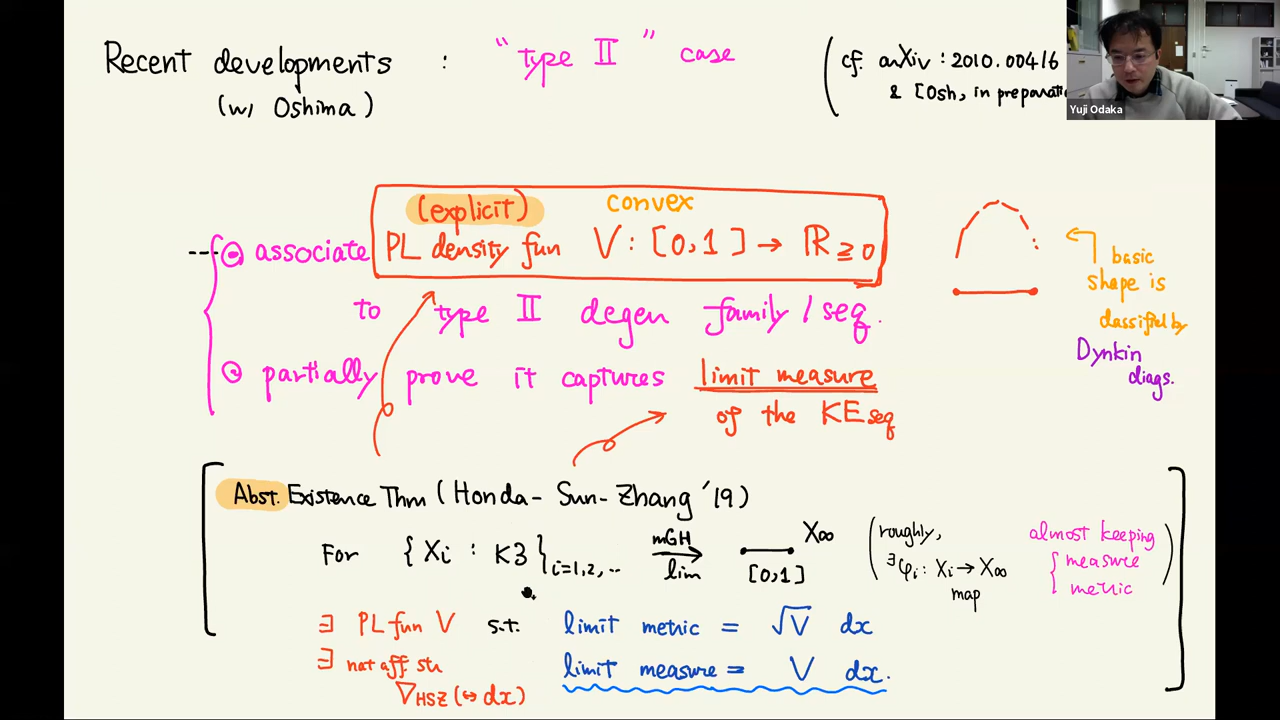 Recent developments : "type II" case
(w/ Oshima)
(cf. arXiv : 2010.00416
& [Osh, in preparatio
Yuji Odaka
(explicit) convex
associate PL density fun V : [0,1] → ℝ≥0
to type II degen family / seq.
partially prove it captures limit measure
of the KE seq
basic
shape is
classified by
Dynkin
diags.
Abst. Existence Thm (Honda-Sun-Zhang '19)
For {Xi : K3}i=1,2,... mGH lim → [0,1] X∞
(roughly,
∃φi : Xi → X∞
map
almost keeping
measure
metric)
∃ PL fun V s.t. limit metric = √V dx
∃ nat aff str limit measure = V dx.
∇HSZ (↔ dx)